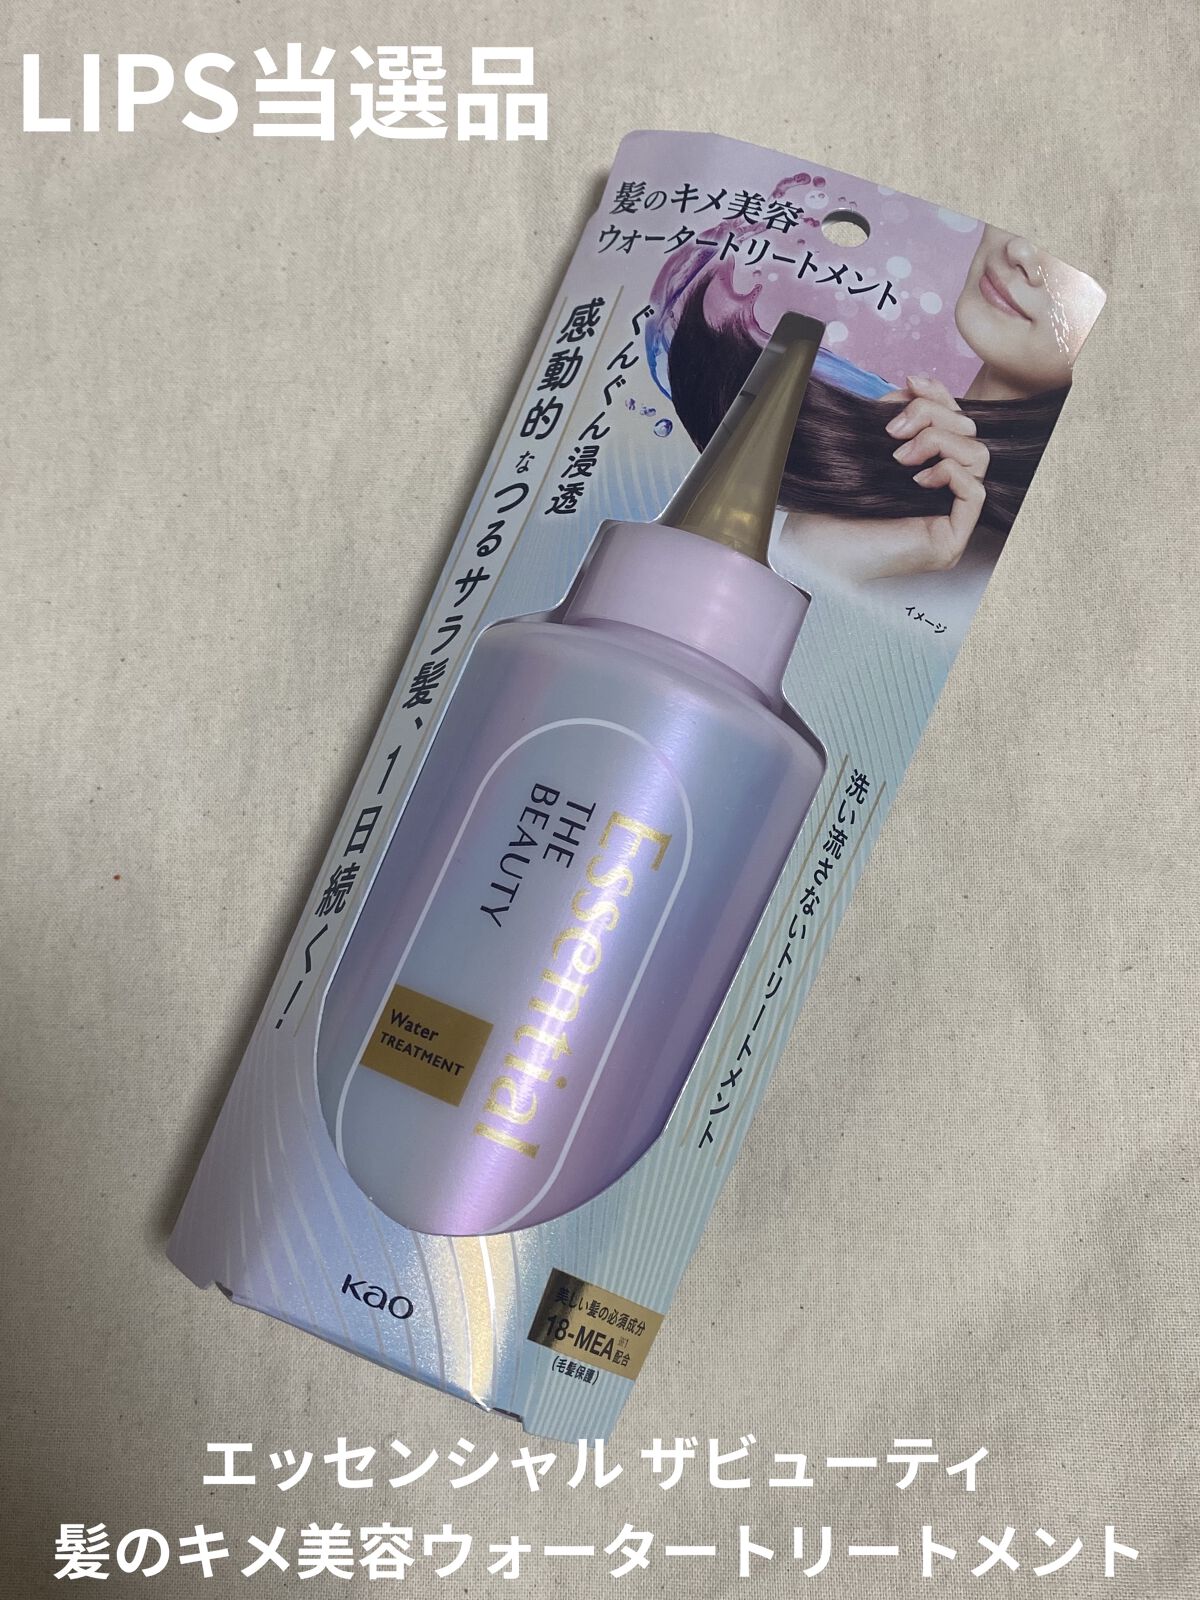 LIPS当選品
髪のキメ美容
ウォータートリートメント
ぐんぐん浸透
感動的なつるサラ髪、1日続く!
イメージ
洗い流さないトリートメント
Essential
THE
BEAUTY
Water
TREATMENT
Kao
美しい髪の必須成分
18-MEA※1配合
(毛髪保護)
エッセンシャル ザビューティ
髪のキメ美容ウォータートリートメント